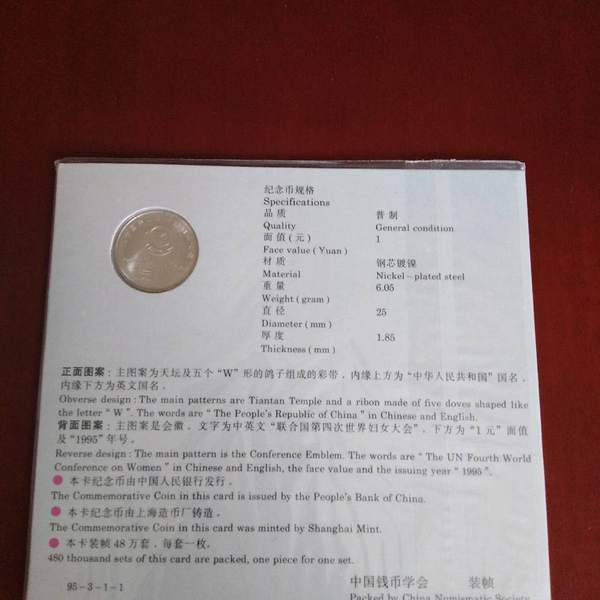 纪念币规格
Specifications
品质 普制
Quality General condition
面值(元) 1
Face value (Yuan)
材质 钢芯镀镍
Material Nickel-plated steel
重量 6.05
Weight (gram)
直径 25
Diameter (mm)
厚度 1.85
Thickness (mm)
正面图案：主图案为天坛及五个“W”形的鸽子组成的彩带，内缘上方为“中华人民共和国”国名，
内缘下方为英文国名。
Obverse design: The main patterns are Tiantan Temple and a ribon made of five doves shaped like
the letter “W”. The words are “The People's Republic of China” in Chinese and English.
背面图案：主图案是会徽，文字为中英文“联合国第四次世界妇女大会”，下方为“1元”面值
及“1995”年号。
Reverse design: The main pattern is the Conference Emblem. The words are “The UN Fourth World
Conference on Women” in Chinese and English, the face value and the issuing year “1995”.
● 本卡纪念币由中国人民银行发行。
The Commemorative Coin in this card is issued by the People's Bank of China.
● 本卡纪念币由上海造币厂铸造。
The Commemorative Coin in this card was minted by Shanghai Mint.
● 本卡装帧48万套，每套一枚。
480 thousand sets of this card are packed, one piece for one set.
95-3-1-1 中国钱币学会 装帧
Packed by China Numismatic Society